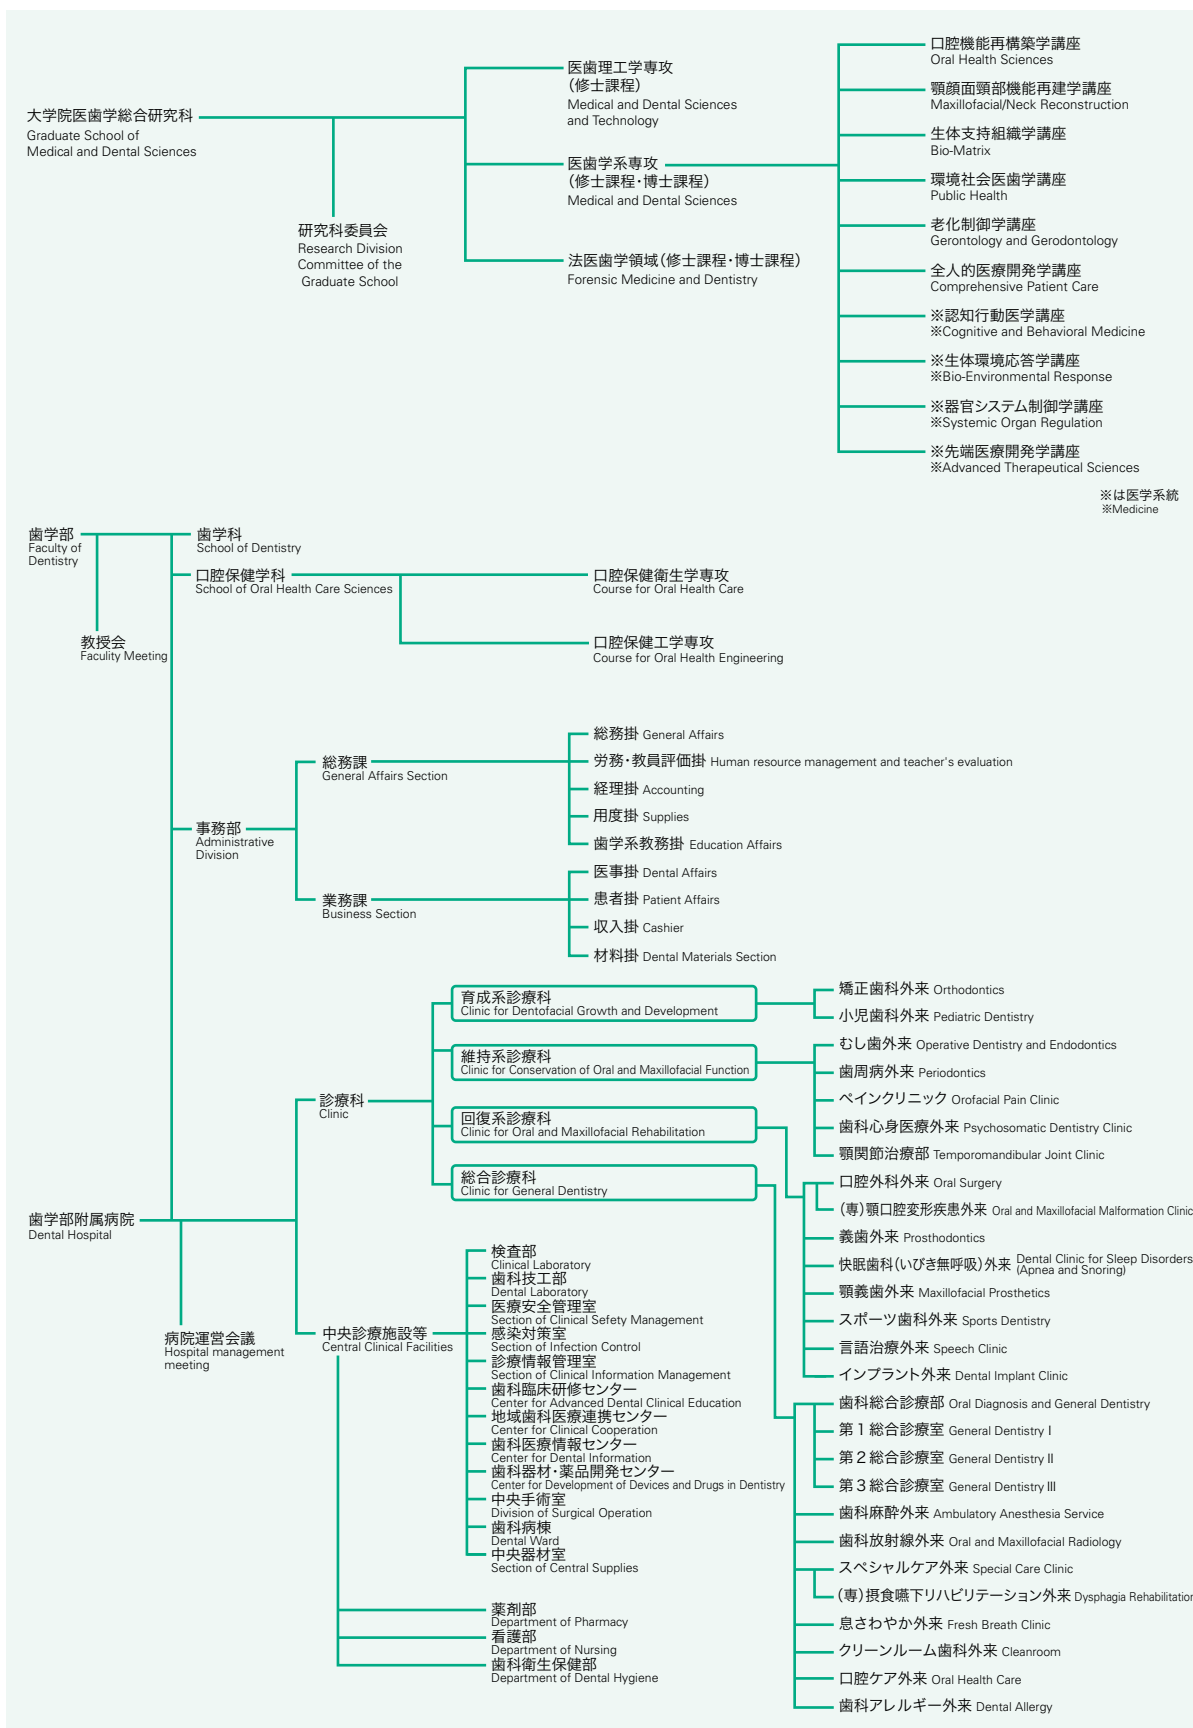 大学院医歯学総合研究科
Graduate School of
Medical and Dental Sciences
研究科委員会
Research Division
Committee of the
Graduate School
医歯理工学専攻
(修士課程)
Medical and Dental Sciences
and Technology
医歯学系専攻
(修士課程・博士課程)
Medical and Dental Sciences
法医歯学領域(修士課程・博士課程)
Forensic Medicine and Dentistry
口腔機能再構築学講座
Oral Health Sciences
顎顔面頸部機能再建学講座
Maxillofacial/Neck Reconstruction
生体支持組織学講座
Bio-Matrix
環境社会医歯学講座
Public Health
老化制御学講座
Gerontology and Gerodontology
全人的医療開発学講座
Comprehensive Patient Care
※認知行動医学講座
※Cognitive and Behavioral Medicine
※生体環境応答学講座
※Bio-Environmental Response
※器官システム制御学講座
※Systemic Organ Regulation
※先端医療開発学講座
※Advanced Therapeutical Sciences
※は医学系統
※Medicine
歯学部
Faculty of
Dentistry
教授会
Faculity Meeting
歯学科
School of Dentistry
口腔保健学科
School of Oral Health Care Sciences
口腔保健衛生学専攻
Course for Oral Health Care
口腔保健工学専攻
Course for Oral Health Engineering
事務部
Administrative
Division
総務課
General Affairs Section
総務掛 General Affairs
労務・教員評価掛 Human resource management and teacher's evaluation
経理掛 Accounting
用度掛 Supplies
歯学系教務掛 Education Affairs
業務課
Business Section
医事掛 Dental Affairs
患者掛 Patient Affairs
収入掛 Cashier
材料掛 Dental Materials Section
歯学部附属病院
Dental Hospital
病院運営会議
Hospital management
meeting
診療科
Clinic
育成系診療科
Clinic for Dentofacial Growth and Development
矯正歯科外来 Orthodontics
小児歯科外来 Pediatric Dentistry
維持系診療科
Clinic for Conservation of Oral and Maxillofacial Function
むし歯外来 Operative Dentistry and Endodontics
歯周病外来 Periodontics
ペインクリニック Orofacial Pain Clinic
歯科心身医療外来 Psychosomatic Dentistry Clinic
顎関節治療部 Temporomandibular Joint Clinic
回復系診療科
Clinic for Oral and Maxillofacial Rehabilitation
口腔外科外来 Oral Surgery
(専)顎口腔変形疾患外来 Oral and Maxillofacial Malformation Clinic
義歯外来 Prosthodontics
快眠歯科(いびき無呼吸)外来 Dental Clinic for Sleep Disorders
(Apnea and Snoring)
顎義歯外来 Maxillofacial Prosthetics
スポーツ歯科外来 Sports Dentistry
言語治療外来 Speech Clinic
インプラント外来 Dental Implant Clinic
総合診療科
Clinic for General Dentistry
歯科総合診療部 Oral Diagnosis and General Dentistry
第1総合診療室 General Dentistry I
第2総合診療室 General Dentistry II
第3総合診療室 General Dentistry III
歯科麻酔外来 Ambulatory Anesthesia Service
歯科放射線外来 Oral and Maxillofacial Radiology
スペシャルケア外来 Special Care Clinic
(専)摂食嚥下リハビリテーション外来 Dysphagia Rehabilitation
息さわやか外来 Fresh Breath Clinic
クリーンルーム歯科外来 Cleanroom
口腔ケア外来 Oral Health Care
歯科アレルギー外来 Dental Allergy
中央診療施設等
Central Clinical Facilities
検査部
Clinical Laboratory
歯科技工部
Dental Laboratory
医療安全管理室
Section of Clinical Sefety Management
感染対策室
Section of Infection Control
診療情報管理室
Section of Clinical Information Management
歯科臨床研修センター
Center for Advanced Dental Clinical Education
地域歯科医療連携センター
Center for Clinical Cooperation
歯科医療情報センター
Center for Dental Information
歯科器材・薬品開発センター
Center for Development of Devices and Drugs in Dentistry
中央手術室
Division of Surgical Operation
歯科病棟
Dental Ward
中央器材室
Section of Central Supplies
薬剤部
Department of Pharmacy
看護部
Department of Nursing
歯科衛生保健部
Department of Dental Hygiene